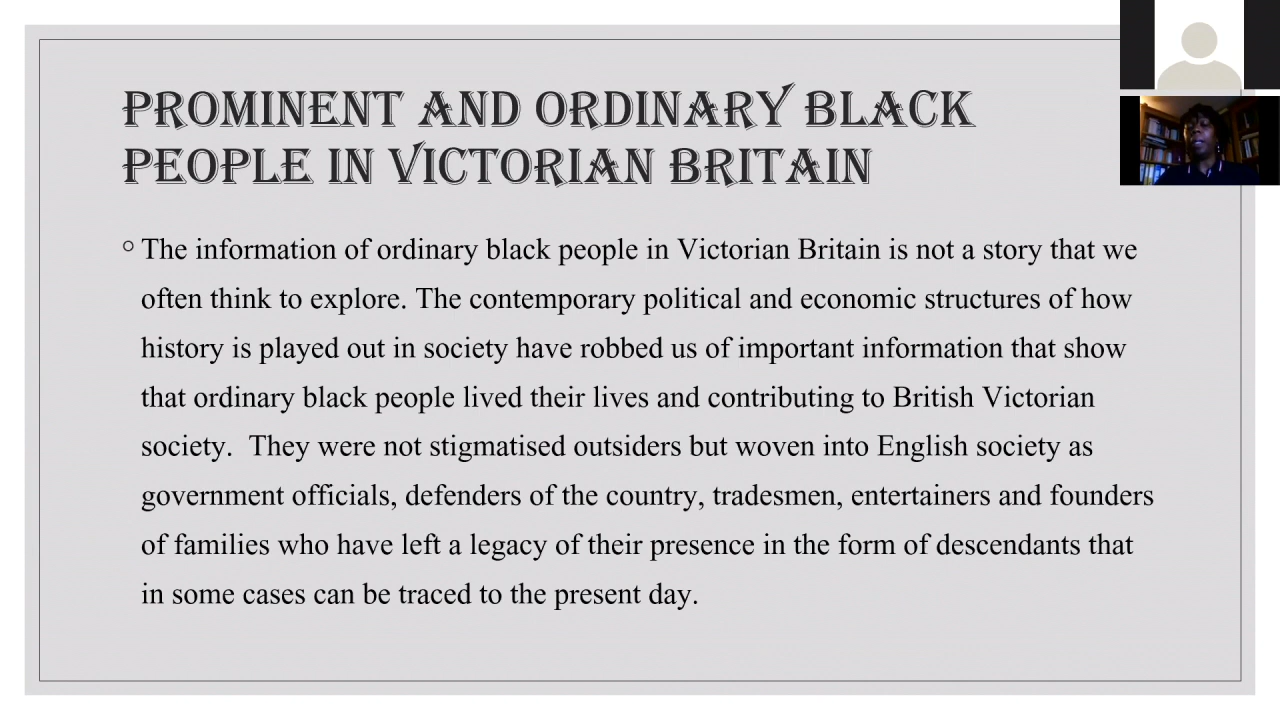 PROMINENT AND ORDINARY BLACK
PEOPLE IN VICTORIAN BRITAIN
The information of ordinary black people in Victorian Britain is not a story that we
often think to explore. The contemporary political and economic structures of how
history is played out in society have robbed us of important information that show
that ordinary black people lived their lives and contributing to British Victorian
society.  They were not stigmatised outsiders but woven into English society as
government officials, defenders of the country, tradesmen, entertainers and founders
of families who have left a legacy of their presence in the form of descendants that
in some cases can be traced to the present day.